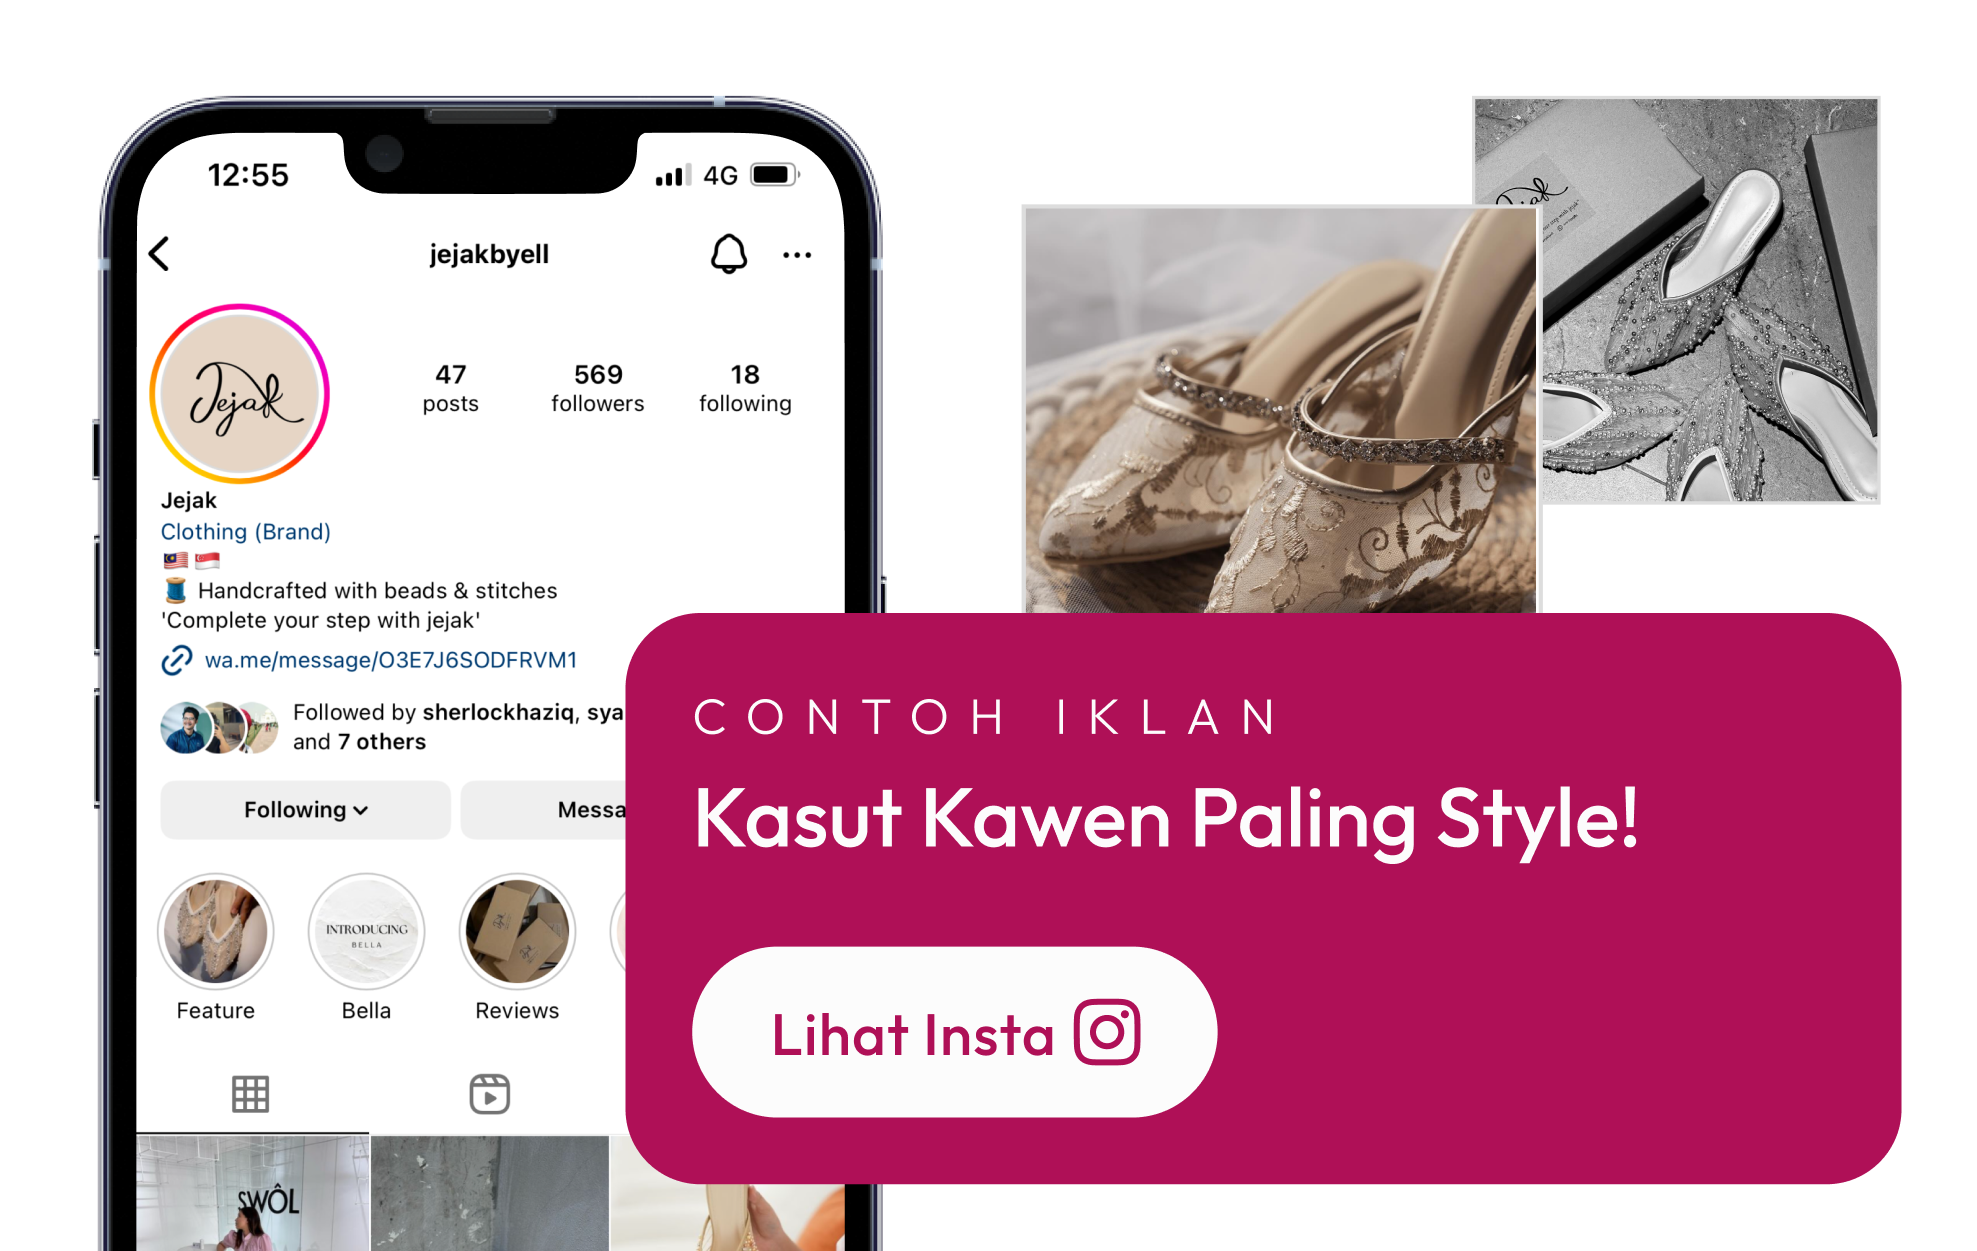 12:55
4G
jejakbyell
Jejak
47
posts
569
followers
18
following
Jejak
Clothing (Brand)
🇲🇾 🇸🇬
🧵 Handcrafted with beads & stitches
'Complete your step with jejak'
wa.me/message/O3E7J6SODFRVM1
Followed by sherlockhaziq, sya
and 7 others
Following
Messa
INTRODUCING
BELLA
Feature
Bella
Reviews
SWÔL
CONTOH IKLAN
Kasut Kawen Paling Style!
Lihat Insta